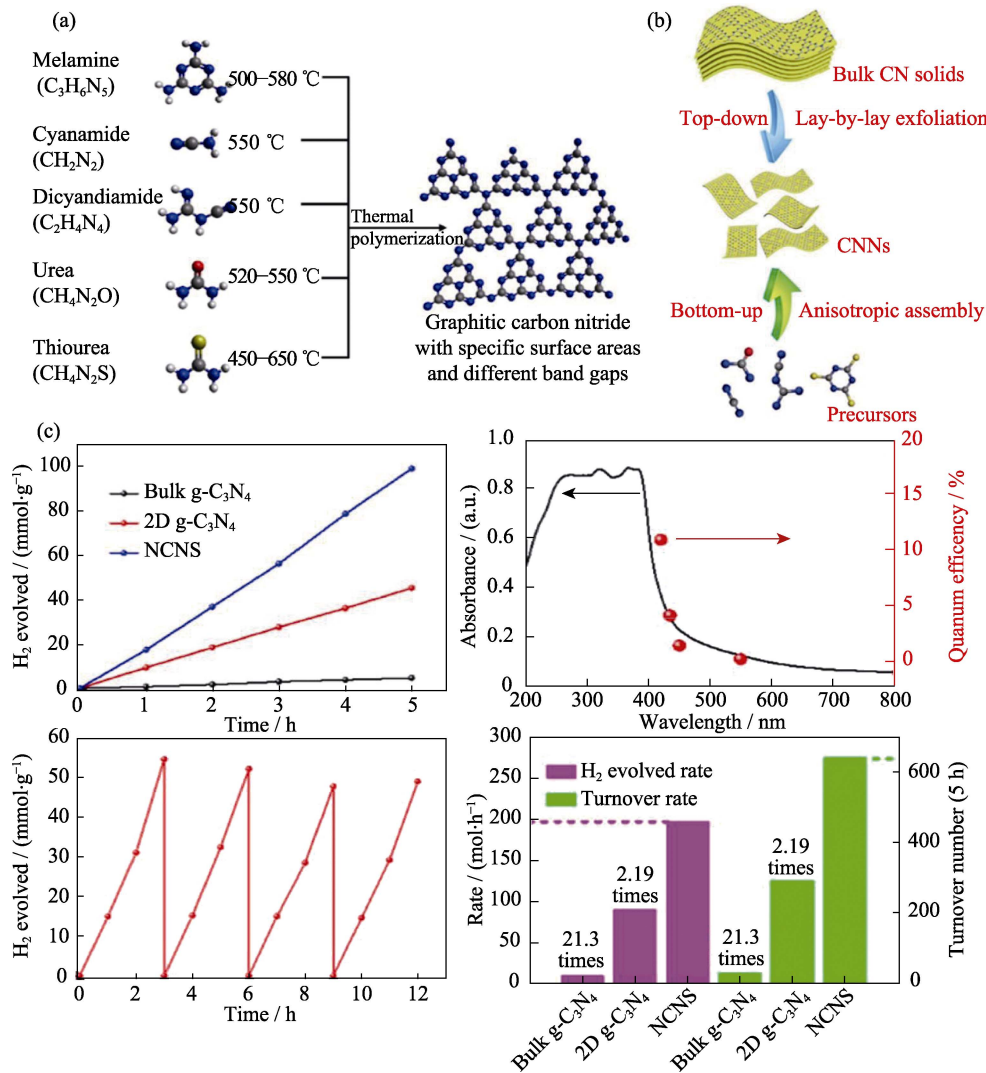 (a)
Melamine
(C₃H₆N₅)
500–580 ℃
Cyanamide
(CH₂N₂)
550 ℃
Dicyandiamide
(C₂H₄N₄)
550 ℃
Urea
(CH₄N₂O)
520–550 ℃
Thiourea
(CH₄N₂S)
450–650 ℃
Thermal
polymerization
Graphitic carbon nitride
with specific surface areas
and different band gaps
(b)
Bulk CN solids
Top-down
Lay-by-lay exfoliation
CNNs
Bottom-up
Anisotropic assembly
Precursors
(c)
H₂ evolved / (mmol·g⁻¹)
100
80
60
40
20
0
Bulk g-C₃N₄
2D g-C₃N₄
NCNS
0 1 2 3 4 5
Time / h
Absorbance / (a.u.)
1.0
0.8
0.6
0.4
0.2
0
20
15
10
5
0
Quanum efficency / %
200 300 400 500 600 700 800
Wavelength / nm
H₂ evolved / (mmol·g⁻¹)
60
50
40
30
20
10
0
0 2 4 6 8 10 12
Time / h
Rate / (mol·h⁻¹)
300
250
200
150
100
50
0
H₂ evolved rate
Turnover rate
21.3
times
2.19
times
21.3
times
2.19
times
600
400
200
0
Turnover number (5 h)
Bulk g-C₃N₄
2D g-C₃N₄
NCNS
Bulk g-C₃N₄
2D g-C₃N₄
NCNS